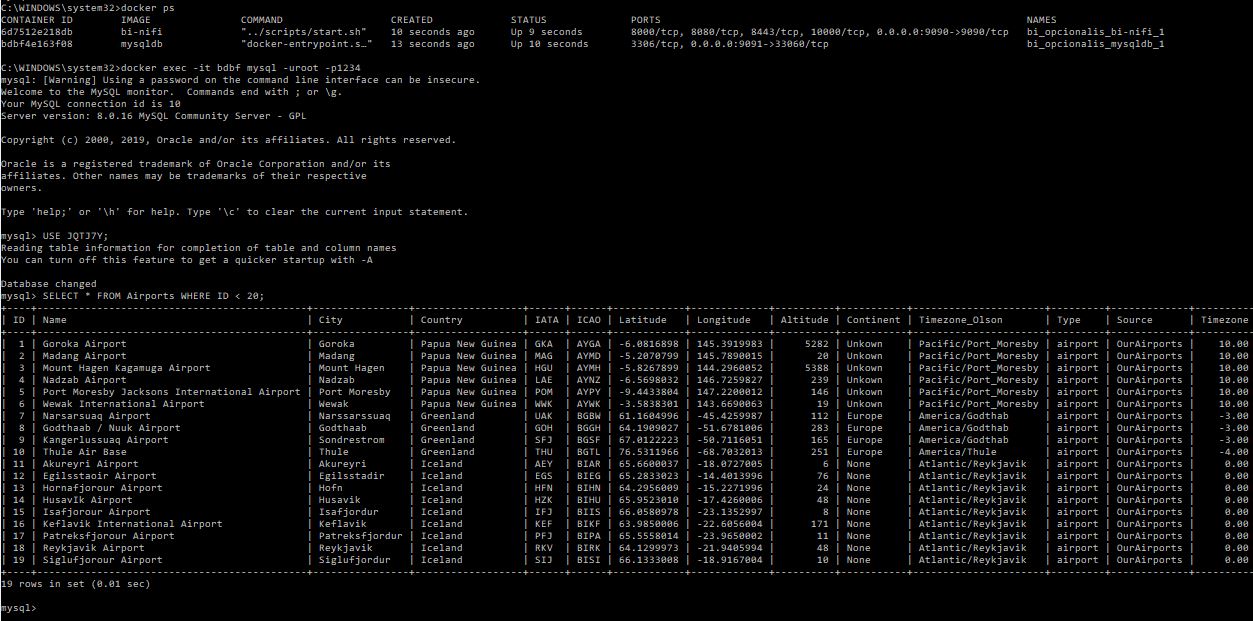 C:\WINDOWS\system32>docker ps
CONTAINER ID        IMAGE               COMMAND                  CREATED             STATUS              PORTS                                                              NAMES
6d7512e218db        bi-nifi             "../scripts/start.sh"    10 seconds ago      Up 9 seconds        8000/tcp, 8080/tcp, 8443/tcp, 10000/tcp, 0.0.0.0:9090->9090/tcp   bi_opcionalis_bi-nifi_1
bdbf4e163f08        mysqldb             "docker-entrypoint.s…"   13 seconds ago      Up 10 seconds       3306/tcp, 0.0.0.0:9091->33060/tcp                                  bi_opcionalis_mysqldb_1
C:\WINDOWS\system32>docker exec -it bdbf mysql -uroot -p1234
mysql: [Warning] Using a password on the command line interface can be insecure.
Welcome to the MySQL monitor.  Commands end with ; or \g.
Your MySQL connection id is 10
Server version: 8.0.16 MySQL Community Server - GPL
Copyright (c) 2000, 2019, Oracle and/or its affiliates. All rights reserved.
Oracle is a registered trademark of Oracle Corporation and/or its
affiliates. Other names may be trademarks of their respective
owners.
Type 'help;' or '\h' for help. Type '\c' to clear the current input statement.
mysql> USE JQTJ7Y;
Reading table information for completion of table and column names
You can turn off this feature to get a quicker startup with -A
Database changed
mysql> SELECT * FROM Airports WHERE ID < 20;
| ID | Name | City | Country | IATA | ICAO | Latitude | Longitude | Altitude | Continent | Timezone_Olson | Type | Source | Timezone
| 1 | Goroka Airport | Goroka | Papua New Guinea | GKA | AYGA | -6.0816898 | 145.3919983 | 5282 | Unkown | Pacific/Port_Moresby | airport | OurAirports | 10.00
| 2 | Madang Airport | Madang | Papua New Guinea | MAG | AYMD | -5.2070799 | 145.7890015 | 20 | Unkown | Pacific/Port_Moresby | airport | OurAirports | 10.00
| 3 | Mount Hagen Kagamuga Airport | Mount Hagen | Papua New Guinea | HGU | AYMH | -5.8267899 | 144.2960052 | 5388 | Unkown | Pacific/Port_Moresby | airport | OurAirports | 10.00
| 4 | Nadzab Airport | Nadzab | Papua New Guinea | LAE | AYNZ | -6.5698032 | 146.7259827 | 239 | Unkown | Pacific/Port_Moresby | airport | OurAirports | 10.00
| 5 | Port Moresby Jacksons International Airport | Port Moresby | Papua New Guinea | POM | AYPY | -9.4433804 | 147.2200012 | 146 | Unkown | Pacific/Port_Moresby | airport | OurAirports | 10.00
| 6 | Wewak International Airport | Wewak | Papua New Guinea | WWK | AYWK | -3.5838301 | 143.6690063 | 19 | Unkown | Pacific/Port_Moresby | airport | OurAirports | 10.00
| 7 | Narsarsuaq Airport | Narssarssuaq | Greenland | UAK | BGBW | 61.1604996 | -45.4259987 | 112 | Europe | America/Godthab | airport | OurAirports | -3.00
| 8 | Godthaab / Nuuk Airport | Godthaab | Greenland | GOH | BGGH | 64.1909027 | -51.6781006 | 283 | Europe | America/Godthab | airport | OurAirports | -3.00
| 9 | Kangerlussuaq Airport | Sondrestrom | Greenland | SFJ | BGSF | 67.0122223 | -50.7116051 | 165 | Europe | America/Godthab | airport | OurAirports | -3.00
| 10 | Thule Air Base | Thule | Greenland | THU | BGTL | 76.5311966 | -68.7032013 | 251 | Europe | America/Thule | airport | OurAirports | -4.00
| 11 | Akureyri Airport | Akureyri | Iceland | AEY | BIAR | 65.6600037 | -18.0727005 | 6 | None | Atlantic/Reykjavik | airport | OurAirports | 0.00
| 12 | Egilsstaoir Airport | Egilsstadir | Iceland | EGS | BIEG | 65.2833023 | -14.4013996 | 76 | None | Atlantic/Reykjavik | airport | OurAirports | 0.00
| 13 | Hornafjorour Airport | Hofn | Iceland | HFN | BIHN | 64.2956009 | -15.2271996 | 24 | None | Atlantic/Reykjavik | airport | OurAirports | 0.00
| 14 | HusavIk Airport | Husavik | Iceland | HZK | BIHU | 65.9523010 | -17.4260006 | 48 | None | Atlantic/Reykjavik | airport | OurAirports | 0.00
| 15 | Isafjorour Airport | Isafjordur | Iceland | IFJ | BIIS | 66.0580978 | -23.1352997 | 8 | None | Atlantic/Reykjavik | airport | OurAirports | 0.00
| 16 | Keflavik International Airport | Keflavik | Iceland | KEF | BIKF | 63.9850006 | -22.6056004 | 171 | None | Atlantic/Reykjavik | airport | OurAirports | 0.00
| 17 | Patreksfjorour Airport | Patreksfjordur | Iceland | PFJ | BIPA | 65.5558014 | -23.9650002 | 11 | None | Atlantic/Reykjavik | airport | OurAirports | 0.00
| 18 | Reykjavik Airport | Reykjavik | Iceland | RKV | BIRK | 64.1299973 | -21.9405994 | 48 | None | Atlantic/Reykjavik | airport | OurAirports | 0.00
| 19 | Siglufjorour Airport | Siglufjordur | Iceland | SIJ | BISI | 66.1333008 | -18.9167004 | 10 | None | Atlantic/Reykjavik | airport | OurAirports | 0.00
19 rows in set (0.01 sec)
mysql>